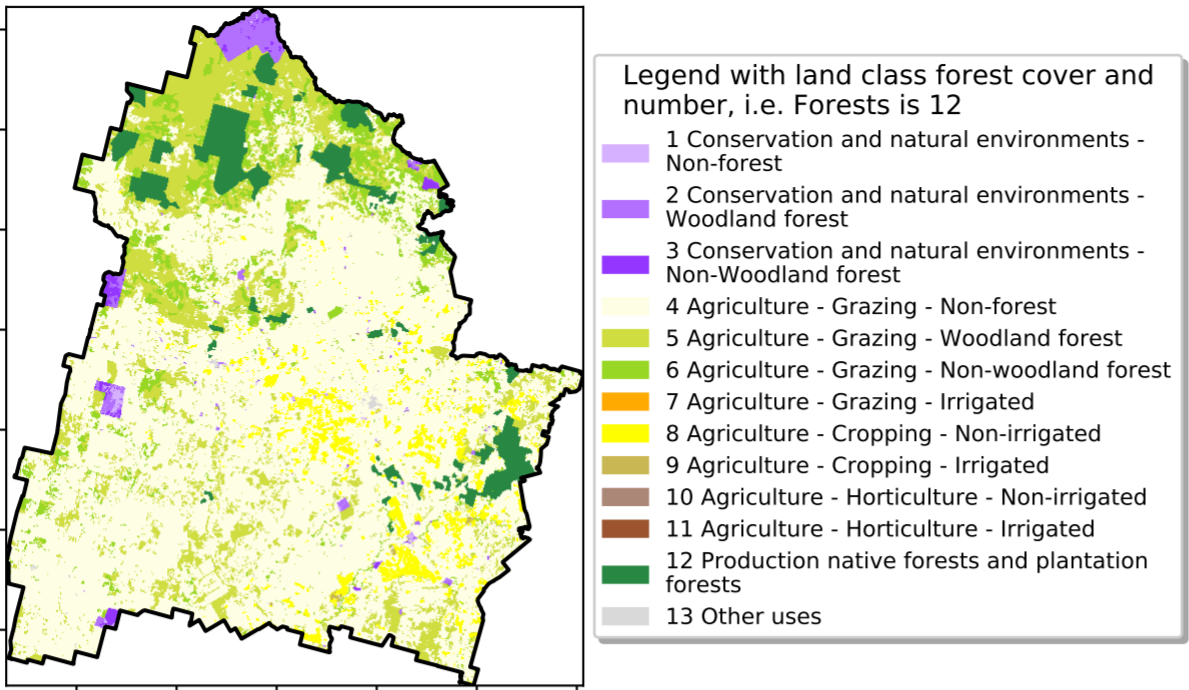 Legend with land class forest cover and
number, i.e. Forests is 12
1 Conservation and natural environments -
Non-forest
2 Conservation and natural environments -
Woodland forest
3 Conservation and natural environments -
Non-Woodland forest
4 Agriculture - Grazing - Non-forest
5 Agriculture - Grazing - Woodland forest
6 Agriculture - Grazing - Non-woodland forest
7 Agriculture - Grazing - Irrigated
8 Agriculture - Cropping - Non-irrigated
9 Agriculture - Cropping - Irrigated
10 Agriculture - Horticulture - Non-irrigated
11 Agriculture - Horticulture - Irrigated
12 Production native forests and plantation
forests
13 Other uses